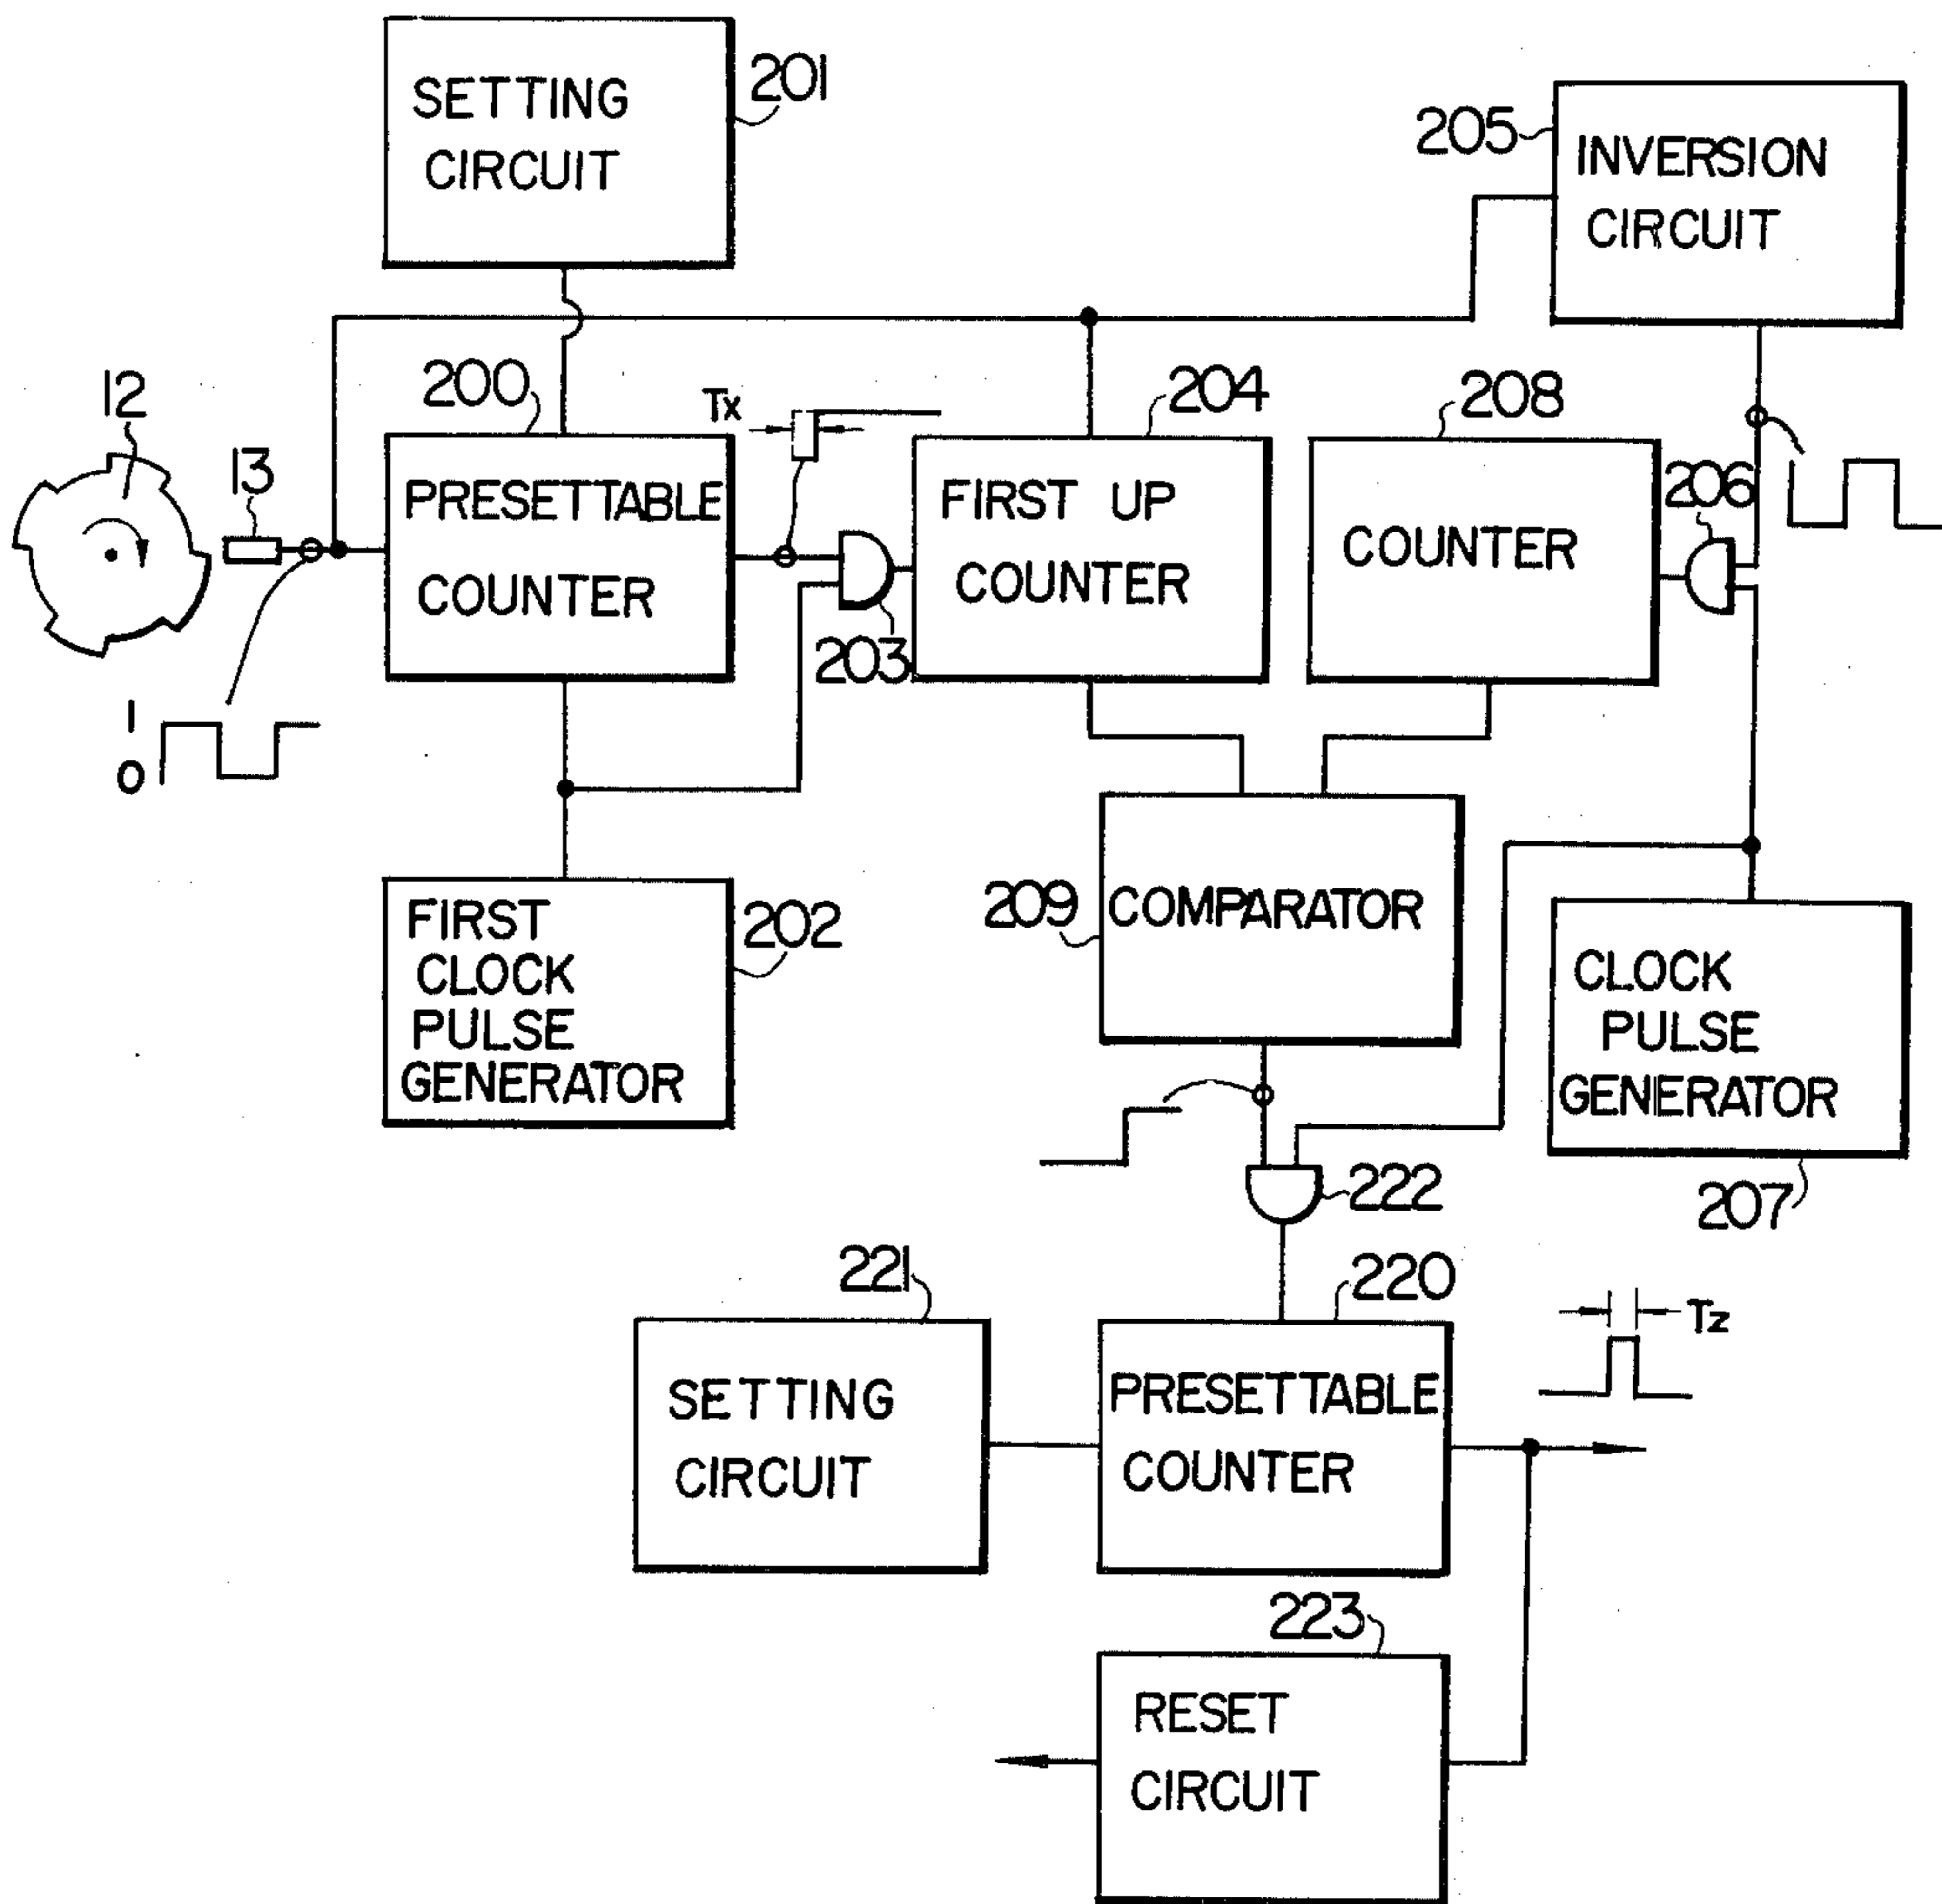 SETTING
CIRCUIT
201
205
INVERSION
CIRCUIT
12
13
200
Tx
204
208
206
PRESETTABLE
COUNTER
203
FIRST UP
COUNTER
COUNTER
1
0
FIRST
CLOCK
PULSE
GENERATOR
202
209
COMPARATOR
CLOCK
PULSE
GENERATOR
207
222
221
220
Tz
SETTING
CIRCUIT
PRESETTABLE
COUNTER
223
RESET
CIRCUIT